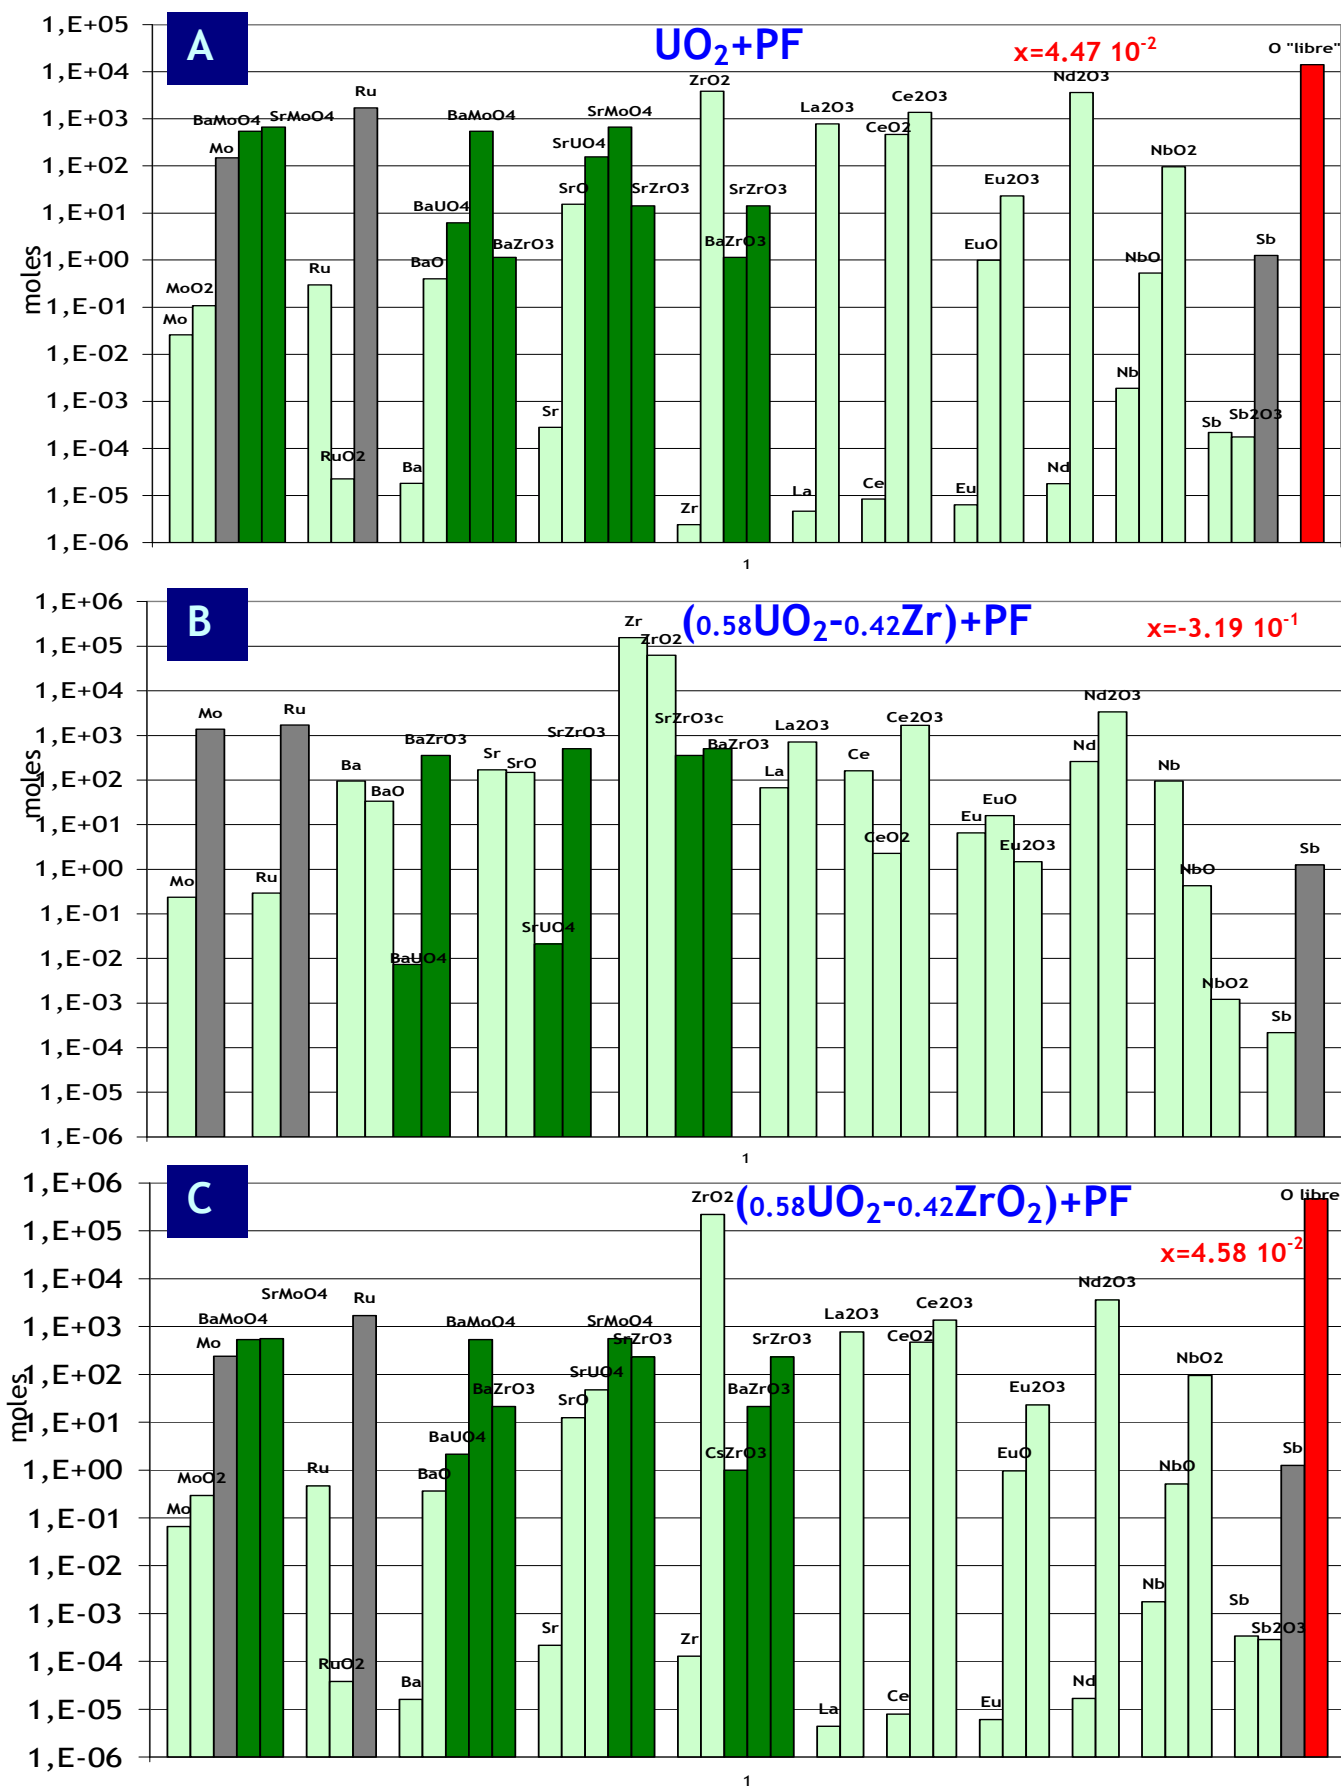 A
UO2+PF
x=4.47 10-2
moles
1,E+05
1,E+04
1,E+03
1,E+02
1,E+01
1,E+00
1,E-01
1,E-02
1,E-03
1,E-04
1,E-05
1,E-06
Mo
MoO2
Mo
BaMoO4
SrMoO4
Ru
RuO2
Ru
Ba
BaO
BaUO4
BaMoO4
BaZrO3
Sr
SrO
SrUO4
SrMoO4
SrZrO3
Zr
ZrO2
BaZrO3
SrZrO3
La
La2O3
Ce
CeO2
Ce2O3
Eu
EuO
Eu2O3
Nd
Nd2O3
Nb
NbO
NbO2
Sb
Sb2O3
Sb
O "libre"
1
B
(0.58UO2-0.42Zr)+PF
x=-3.19 10-1
moles
1,E+06
1,E+05
1,E+04
1,E+03
1,E+02
1,E+01
1,E+00
1,E-01
1,E-02
1,E-03
1,E-04
1,E-05
1,E-06
Mo
Mo
Ru
Ru
Ba
BaO
BaUO4
BaZrO3
Sr
SrO
SrUO4
SrZrO3
Zr
ZrO2
SrZrO3c
BaZrO3
La
La2O3
Ce
CeO2
Ce2O3
Eu
EuO
Eu2O3
Nd
Nd2O3
Nb
NbO
NbO2
Sb
Sb
1
C
(0.58UO2-0.42ZrO2)+PF
x=4.58 10-2
moles
1,E+06
1,E+05
1,E+04
1,E+03
1,E+02
1,E+01
1,E+00
1,E-01
1,E-02
1,E-03
1,E-04
1,E-05
1,E-06
Mo
MoO2
Mo
BaMoO4
SrMoO4
Ru
RuO2
Ru
Ba
BaO
BaUO4
BaMoO4
BaZrO3
Sr
SrO
SrUO4
SrMoO4
SrZrO3
Zr
ZrO2
CsZrO3
BaZrO3
SrZrO3
La
La2O3
Ce
CeO2
Ce2O3
Eu
EuO
Eu2O3
Nd
Nd2O3
Nb
NbO
NbO2
Sb
Sb2O3
Sb
O libre
1